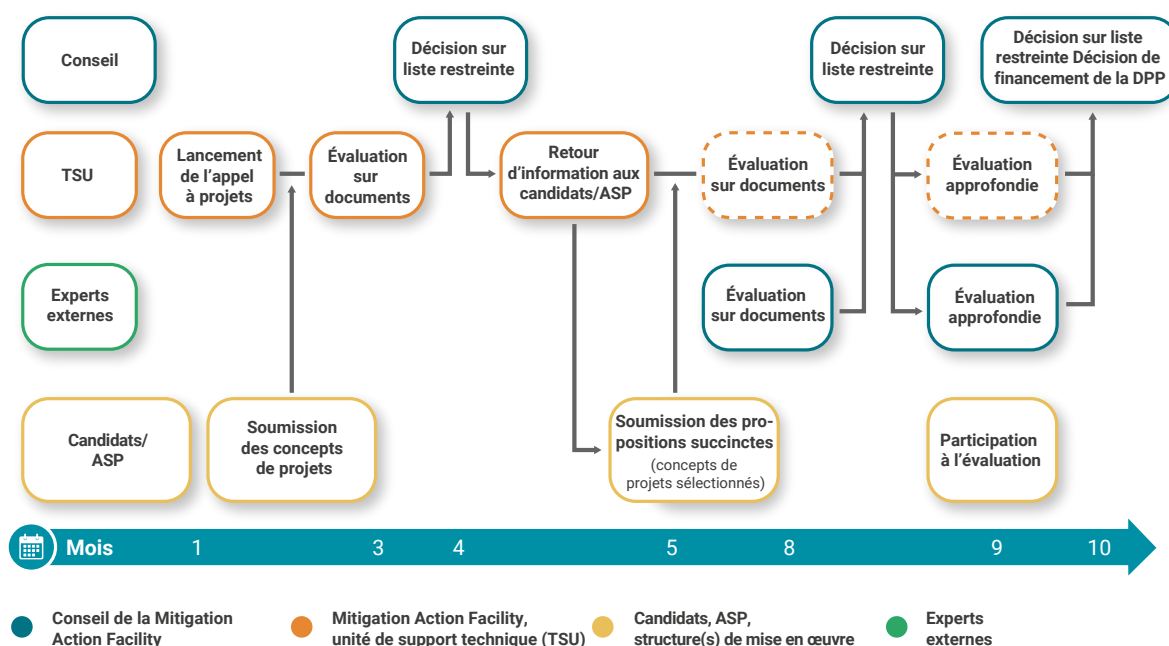 Conseil
Décision sur
liste restreinte
Décision sur
liste restreinte
Décision sur liste
restreinte Décision de
financement de la DPP
TSU
Lancement
de l’appel
à projets
Évaluation
sur
documents
Retour
d’information aux
candidats/ASP
Évaluation
sur documents
Évaluation
approfondie
Experts
externes
Évaluation
sur documents
Évaluation
approfondie
Candidats/
ASP
Soumission
des concepts
de projets
Soumission des pro-
positions succinctes
(concepts de
projets sélectionnés)
Participation
à l’évaluation
Mois 1 3 4 5 8 9 10
Conseil de la Mitigation
Action Facility
Mitigation Action Facility,
unité de support technique (TSU)
Candidats, ASP,
structure(s) de mise en œuvre
Experts
externes